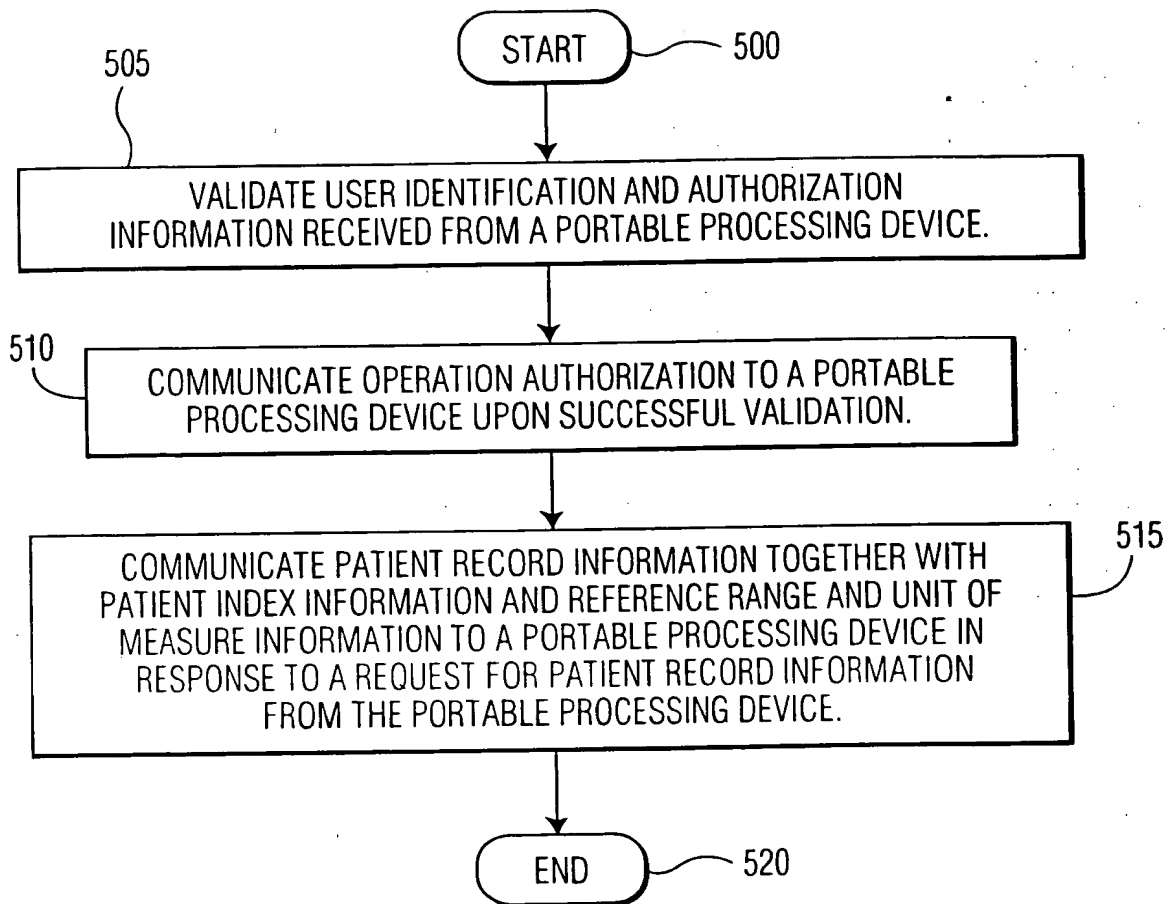 START
500
505
VALIDATE USER IDENTIFICATION AND AUTHORIZATION
INFORMATION RECEIVED FROM A PORTABLE PROCESSING DEVICE.
510
COMMUNICATE OPERATION AUTHORIZATION TO A PORTABLE
PROCESSING DEVICE UPON SUCCESSFUL VALIDATION.
515
COMMUNICATE PATIENT RECORD INFORMATION TOGETHER WITH
PATIENT INDEX INFORMATION AND REFERENCE RANGE AND UNIT OF
MEASURE INFORMATION TO A PORTABLE PROCESSING DEVICE IN
RESPONSE TO A REQUEST FOR PATIENT RECORD INFORMATION
FROM THE PORTABLE PROCESSING DEVICE.
END
520